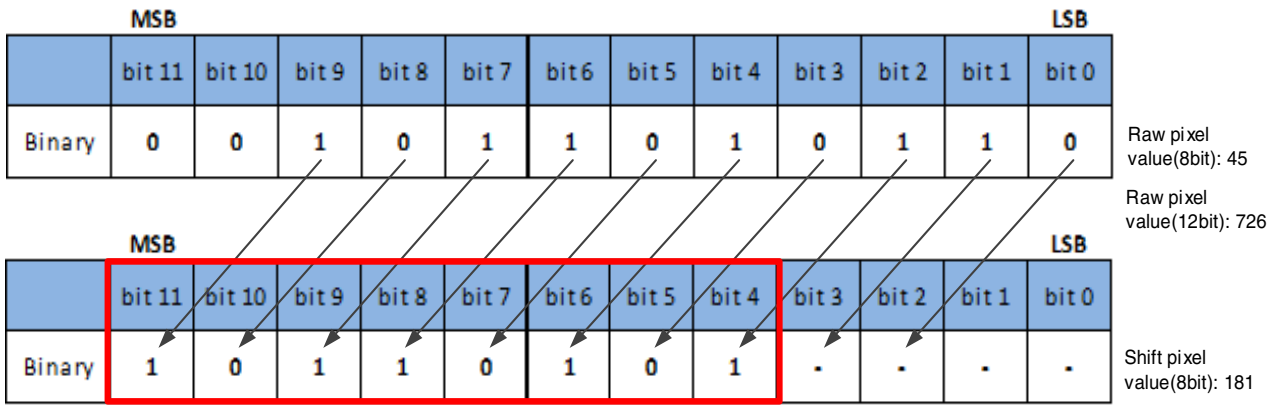 MSB LSB
bit 11 bit 10 bit 9 bit 8 bit 7 bit 6 bit 5 bit 4 bit 3 bit 2 bit 1 bit 0
Binary 0 0 1 0 1 1 0 1 0 1 1 0
Raw pixel
value(8bit): 45
Raw pixel
value(12bit): 726
MSB LSB
bit 11 bit 10 bit 9 bit 8 bit 7 bit 6 bit 5 bit 4 bit 3 bit 2 bit 1 bit 0
Binary 1 0 1 1 0 1 0 1 - - - -
Shift pixel
value(8bit): 181